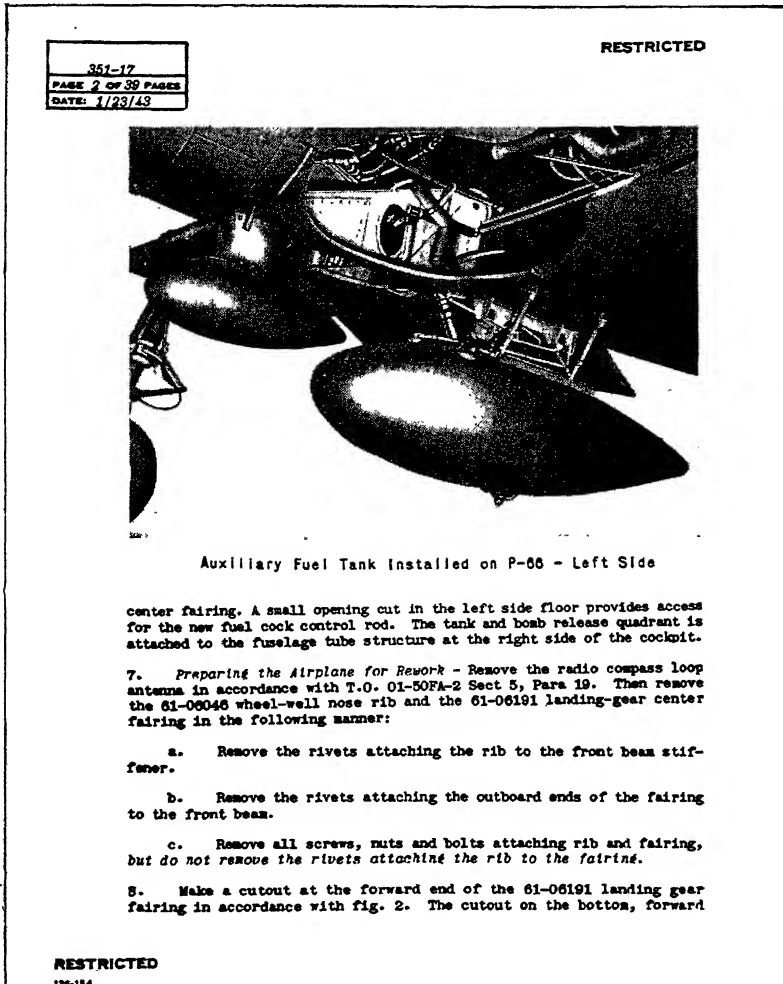 RESTRICTED
351-17
PAGE 2 OF 39 PAGES
DATE: 1/23/43
Auxiliary Fuel Tank Installed on P-66 - Left Side
center fairing. A small opening cut in the left side floor provides access
for the new fuel cock control rod. The tank and bomb release quadrant is
attached to the fuselage tube structure at the right side of the cockpit.
7. Preparing the Airplane for Rework - Remove the radio compass loop
antenna in accordance with T.O. 01-50FA-2 Sect 5, Para 19. Then remove
the 61-06046 wheel-well nose rib and the 61-06191 landing-gear center
fairing in the following manner:
a. Remove the rivets attaching the rib to the front beam stif-
fener.
b. Remove the rivets attaching the outboard ends of the fairing
to the front beam.
c. Remove all screws, nuts and bolts attaching rib and fairing,
but do not remove the rivets attaching the rib to the fairing.
8. Make a cutout at the forward end of the 61-06191 landing gear
fairing in accordance with fig. 2. The cutout on the bottom, forward
RESTRICTED